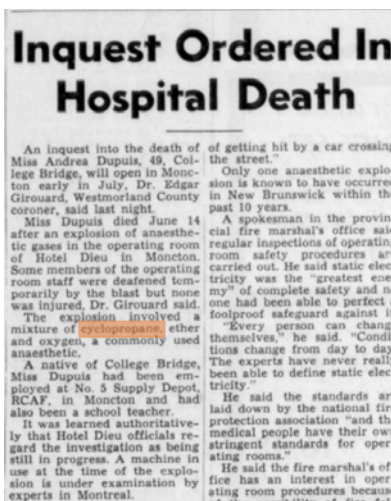 Inquest Ordered In
Hospital Death
An inquest into the death of
Miss Andrea Dupuis, 49, Col-
lege Bridge, will open in Monc-
ton early in July, Dr. Edgar
Girouard, Westmorland County
coroner, said last night.
Miss Dupuis died June 14
after an explosion of anaesthe-
tic gases in the operating room
of Hotel Dieu in Moncton.
Some members of the operating
room staff were deafened tem-
porarily by the blast but none
was injured, Dr. Girouard said.
The explosion involved a
mixture of cyclopropane, ether
and oxygen, a commonly used
anaesthetic.
A native of College Bridge,
Miss Dupuis had been em-
ployed at No. 5 Supply Depot,
RCAF, in Moncton and had
also been a school teacher.
It was learned authoritative-
ly that Hotel Dieu officials re-
gard the investigation as being
still in progress. A machine in
use at the time of the explo-
sion is under examination by
experts in Montreal.
of getting hit by a car crossing
the street."
Only one anaesthetic explo-
sion is known to have occurred
in New Brunswick within the
past 10 years.
A spokesman in the provin
cial fire marshal's office said
regular inspections of operatin
room safety procedures ar
carried out. He said static elec
tricity was the "greatest ene
my" of complete safety and n
one had been able to perfect 
foolproof safeguard against i
"Every person can chang
themselves," he said. "Condi
tions change from day to day
The experts have never reall
been able to define static elec
tricity."
He said the standards ar
laid down by the national fir
protection association "and th
medical people have their ow
stringent standards for oper
ating rooms."
He said the fire marshal's of
fice has an interest in oper
ating room procedures becau